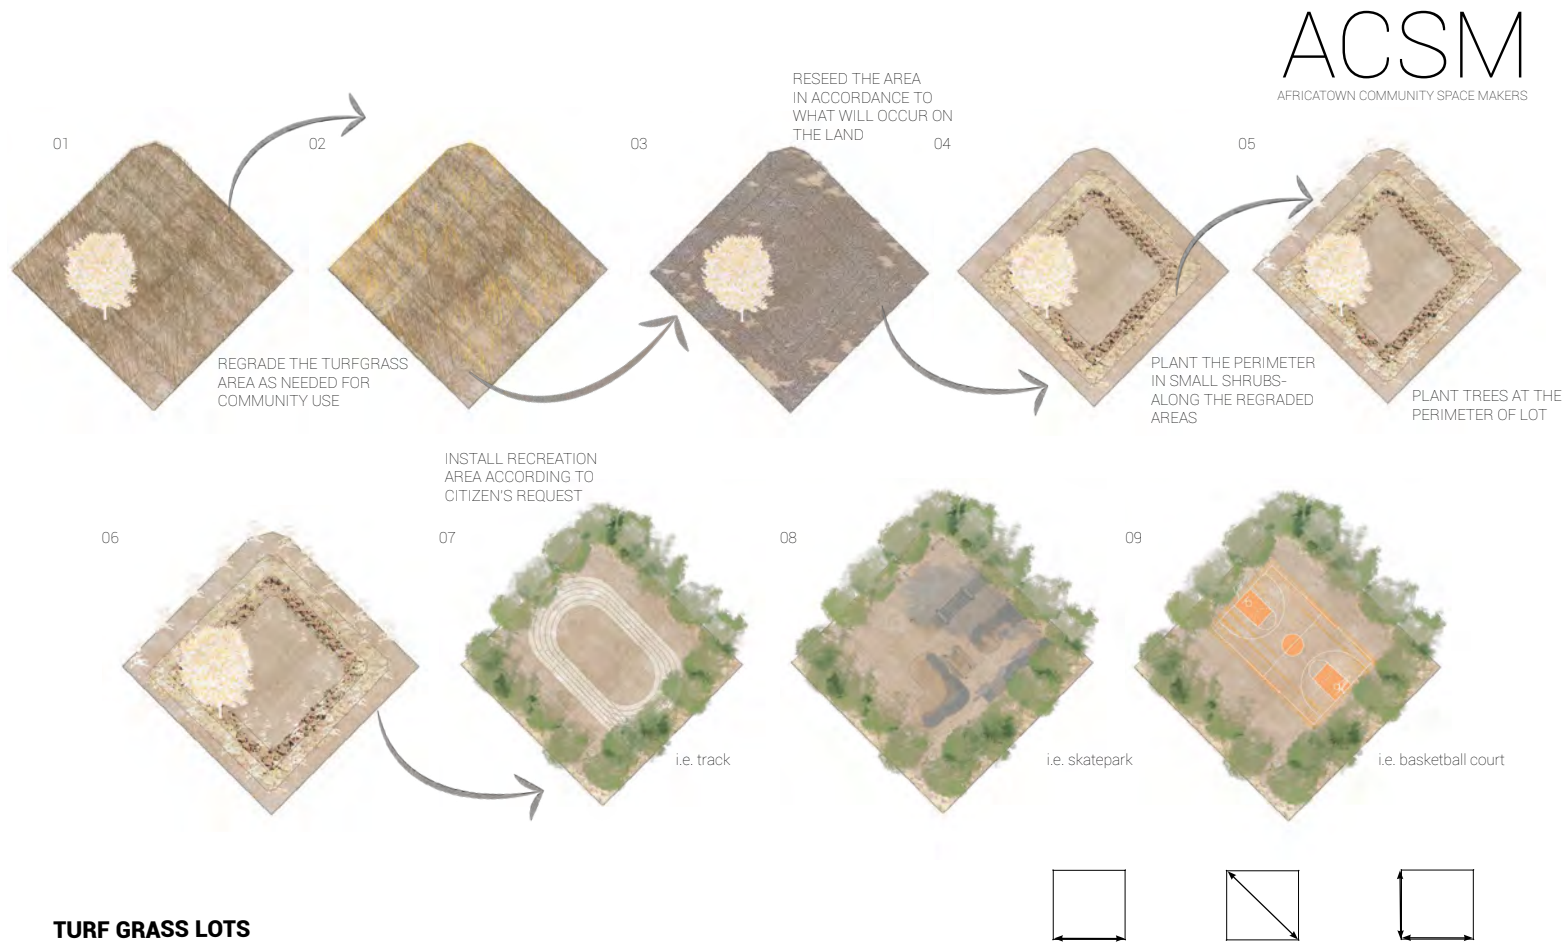 ACSM
AFRICATOWN COMMUNITY SPACE MAKERS
RESEED THE AREA
IN ACCORDANCE TO
WHAT WILL OCCUR ON
THE LAND
01
02
03
04
05
REGRADE THE TURFGRASS
AREA AS NEEDED FOR
COMMUNITY USE
PLANT THE PERIMETER
IN SMALL SHRUBS-
ALONG THE REGRADED
AREAS
PLANT TREES AT THE
PERIMETER OF LOT
INSTALL RECREATION
AREA ACCORDING TO
CITIZEN'S REQUEST
06
07
08
09
i.e. track
i.e. skatepark
i.e. basketball court
TURF GRASS LOTS